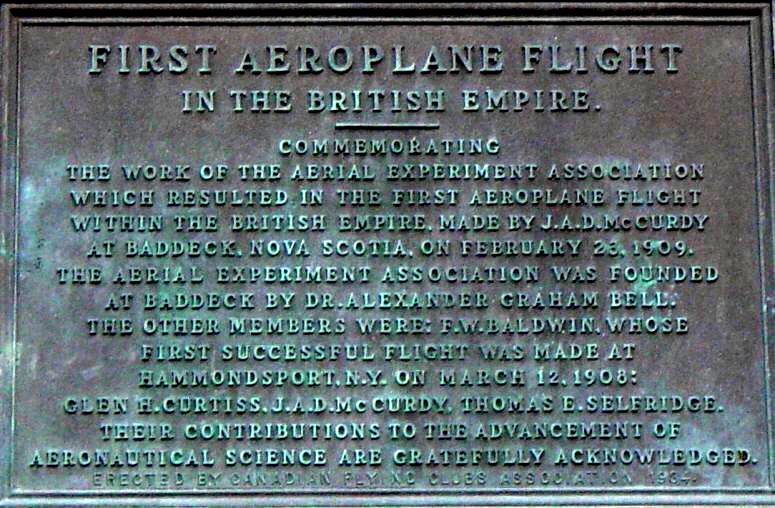 FIRST AEROPLANE FLIGHT
IN THE BRITISH EMPIRE.
COMMEMORATING
THE WORK OF THE AERIAL EXPERIMENT ASSOCIATION
WHICH RESULTED IN THE FIRST AEROPLANE FLIGHT
WITHIN THE BRITISH EMPIRE, MADE BY J.A.D.McCURDY
AT BADDECK, NOVA SCOTIA, ON FEBRUARY 23, 1909.
THE AERIAL EXPERIMENT ASSOCIATION WAS FOUNDED
AT BADDECK BY DR. ALEXANDER GRAHAM BELL.
THE OTHER MEMBERS WERE: F.W. BALDWIN, WHOSE
FIRST SUCCESSFUL FLIGHT WAS MADE AT
HAMMONDSPORT, N.Y. ON MARCH 12, 1908:
GLEN H. CURTISS, J.A.D. McCURDY, THOMAS E. SELFRIDGE.
THEIR CONTRIBUTIONS TO THE ADVANCEMENT OF
AERONAUTICAL SCIENCE ARE GRATEFULLY ACKNOWLEDGED.
ERECTED BY CANADIAN FLYING CLUBS ASSOCIATION 1934.